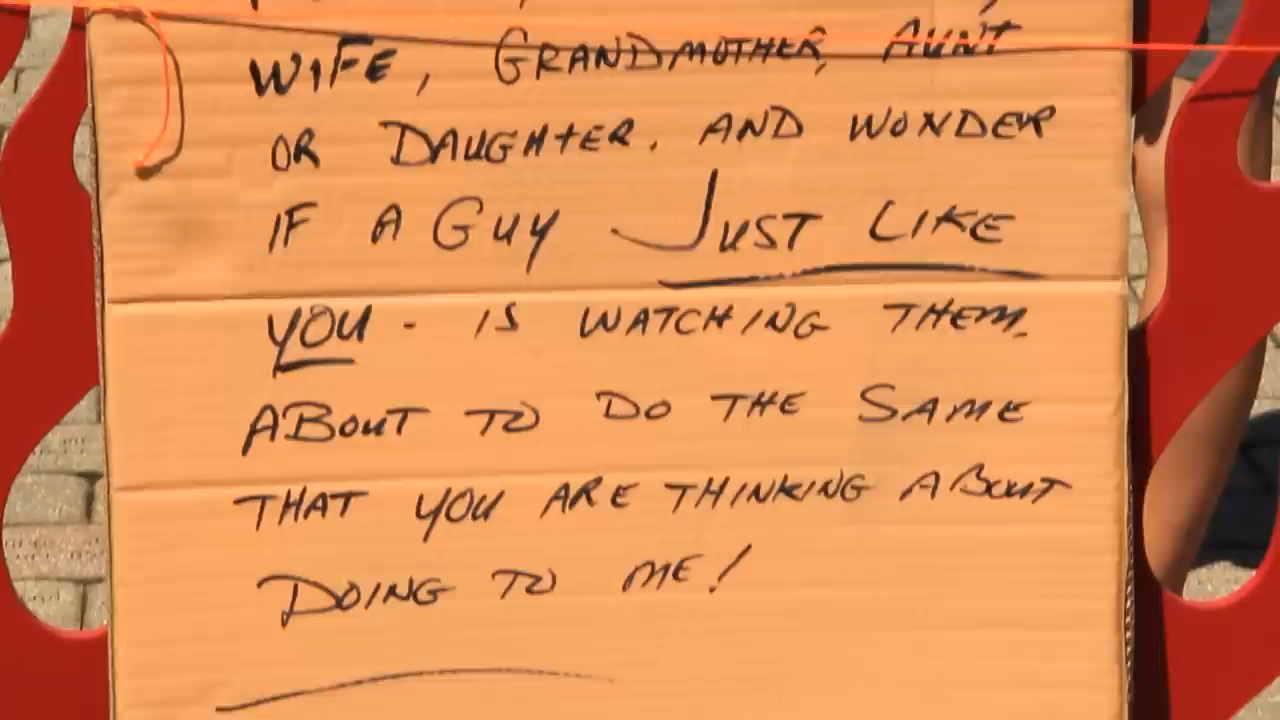 WIFE, GRANDMOTHER, AUNT
OR DAUGHTER. AND WONDER
IF A GUY JUST LIKE
YOU - IS WATCHING THEM.
ABOUT TO DO THE SAME
THAT YOU ARE THINKING ABOUT
DOING TO ME!